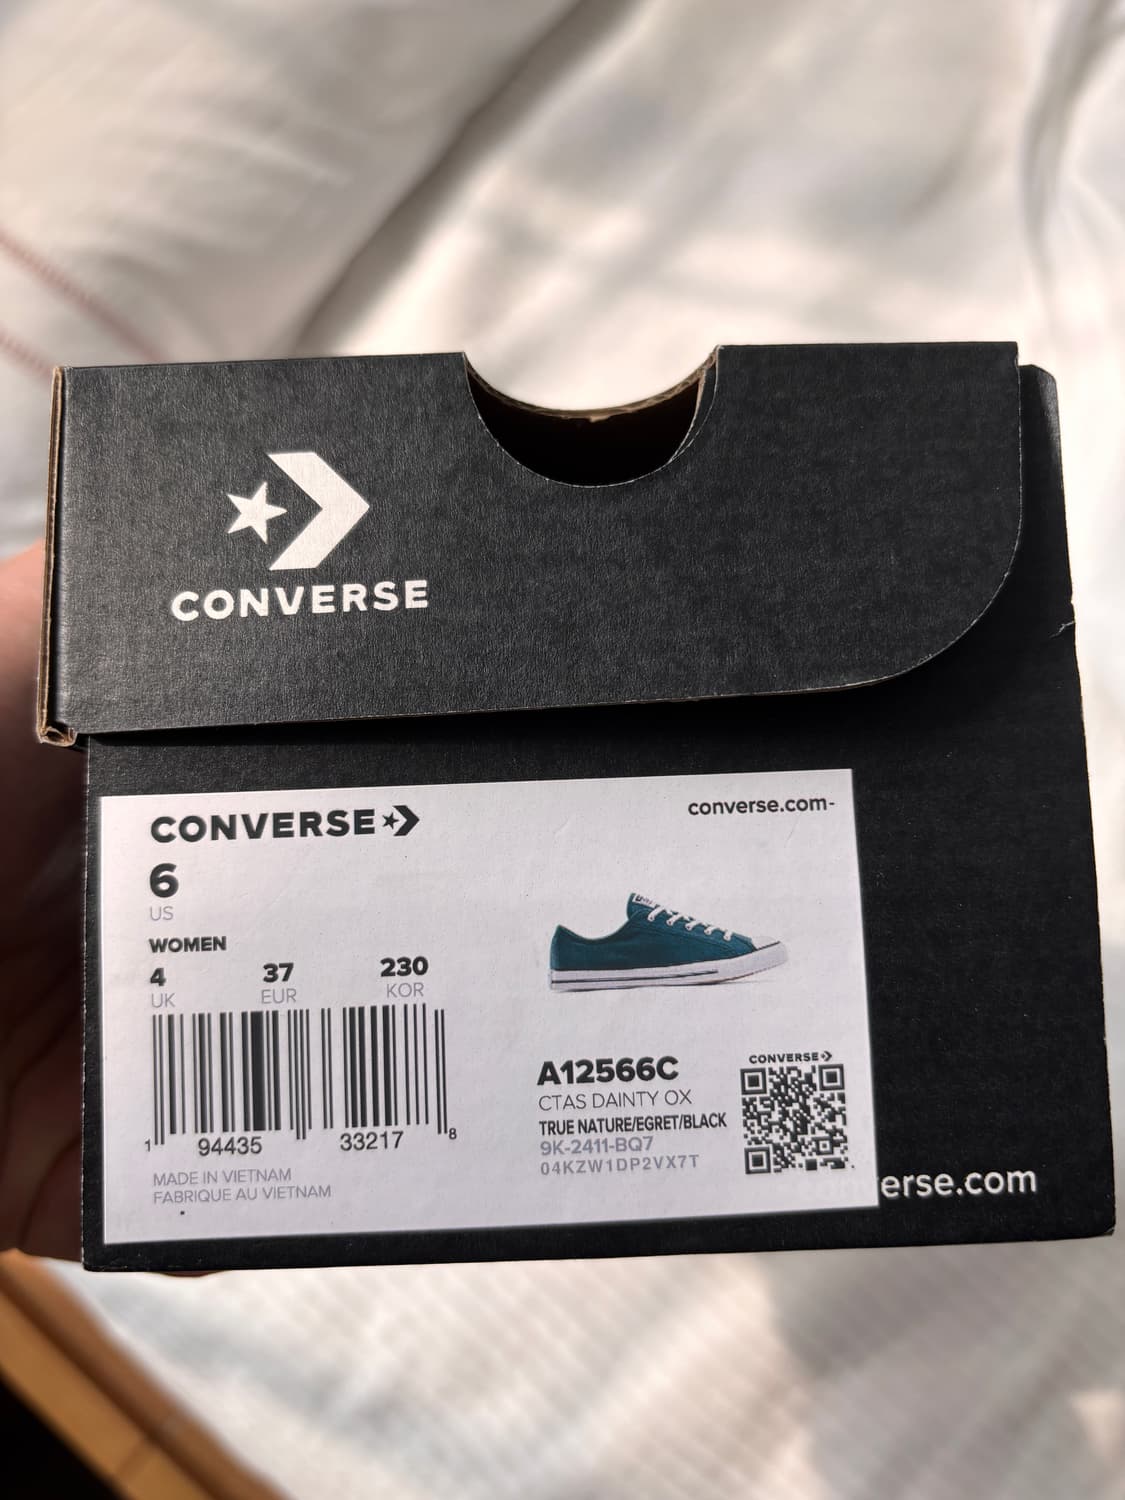 CONVERSE
CONVERSE
converse.com-
6
US
WOMEN
4 37 230
UK EUR KOR
1 94435 33217 8
MADE IN VIETNAM
FABRIQUE AU VIETNAM
A12566C
CTAS DAINTY OX
TRUE NATURE/EGRET/BLACK
9K-2411-BQ7
04KZW1DP2VX7T
CONVERSE
erse.com